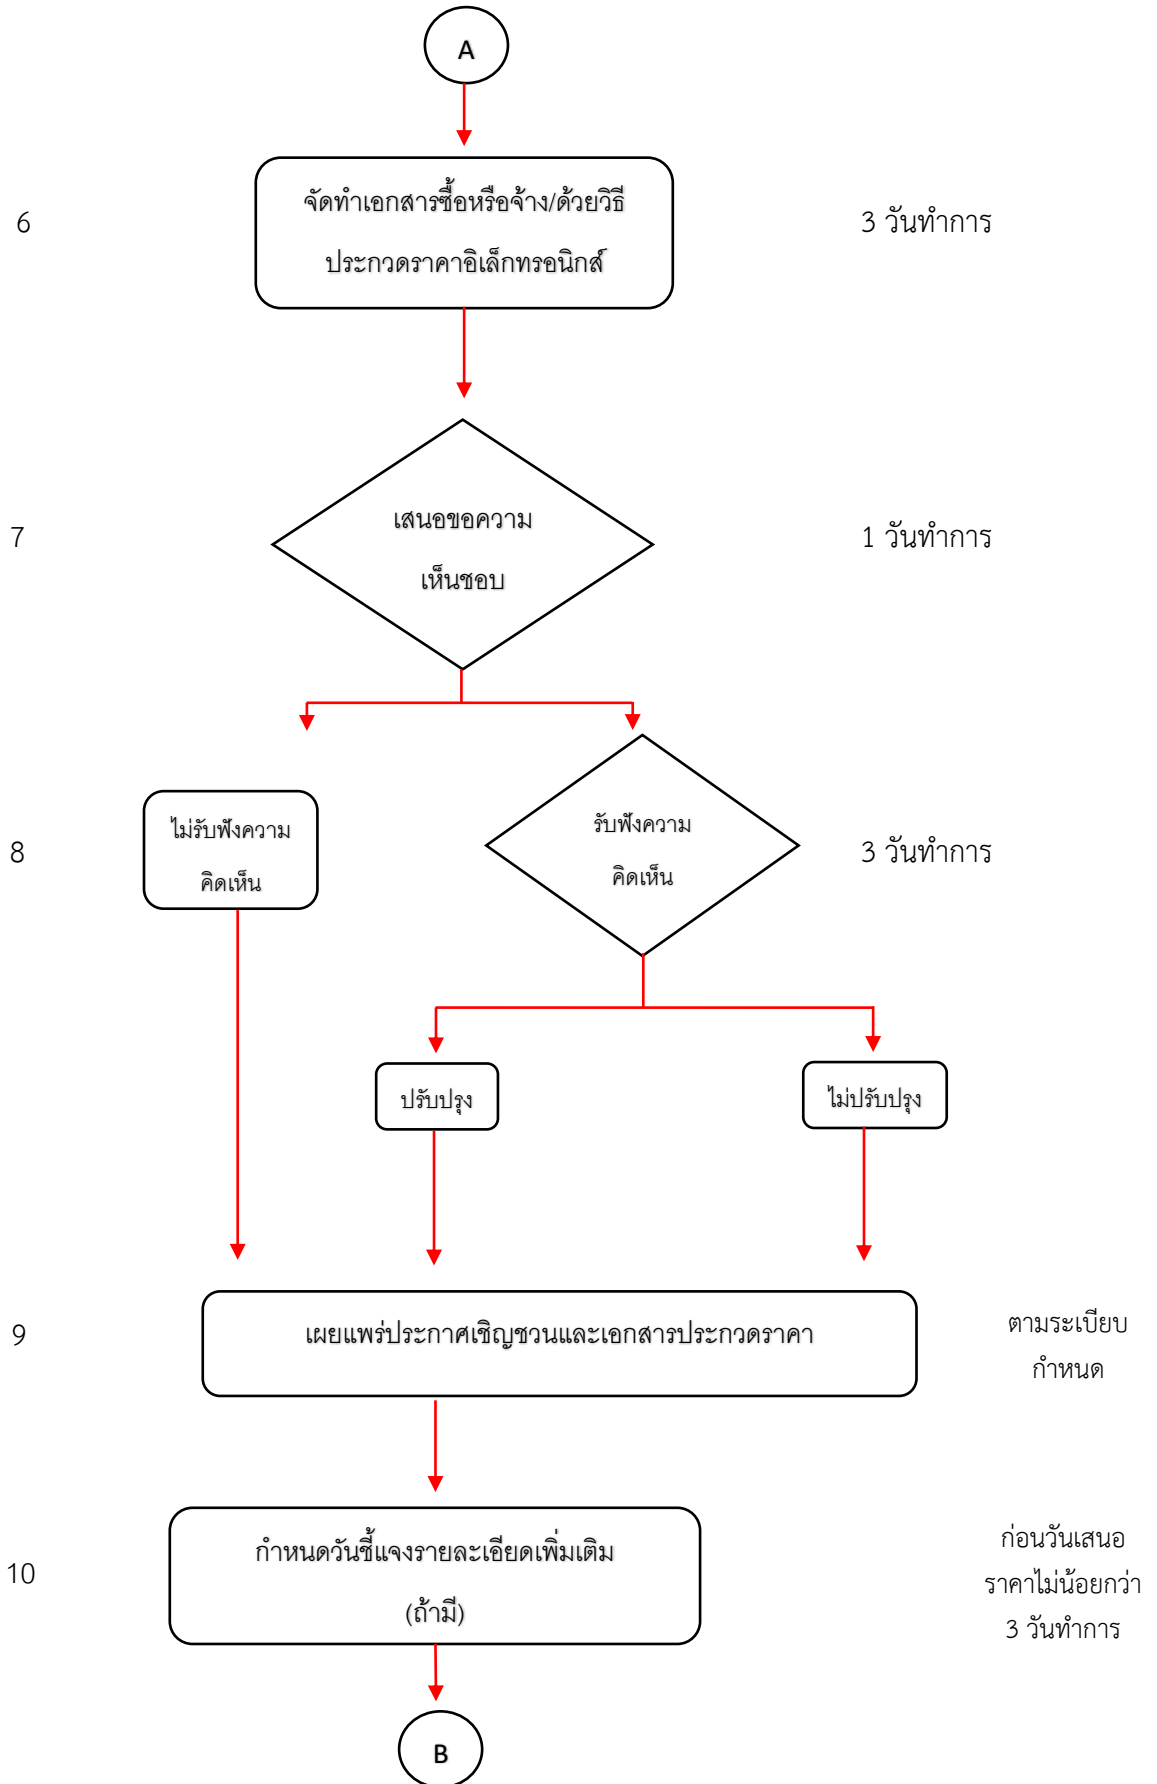 A
6
จัดทำเอกสารซื้อหรือจ้าง/ด้วยวิธี
ประกวดราคาอิเล็กทรอนิกส์
3 วันทำการ
7
เสนอขอความ
เห็นชอบ
1 วันทำการ
8
ไม่รับฟังความ
คิดเห็น
รับฟังความ
คิดเห็น
3 วันทำการ
ปรับปรุง
ไม่ปรับปรุง
9
เผยแพร่ประกาศเชิญชวนและเอกสารประกวดราคา
ตามระเบียบ
กำหนด
10
กำหนดวันชี้แจงรายละเอียดเพิ่มเติม
(ถ้ามี)
ก่อนวันเสนอ
ราคาไม่น้อยกว่า
3 วันทำการ
B